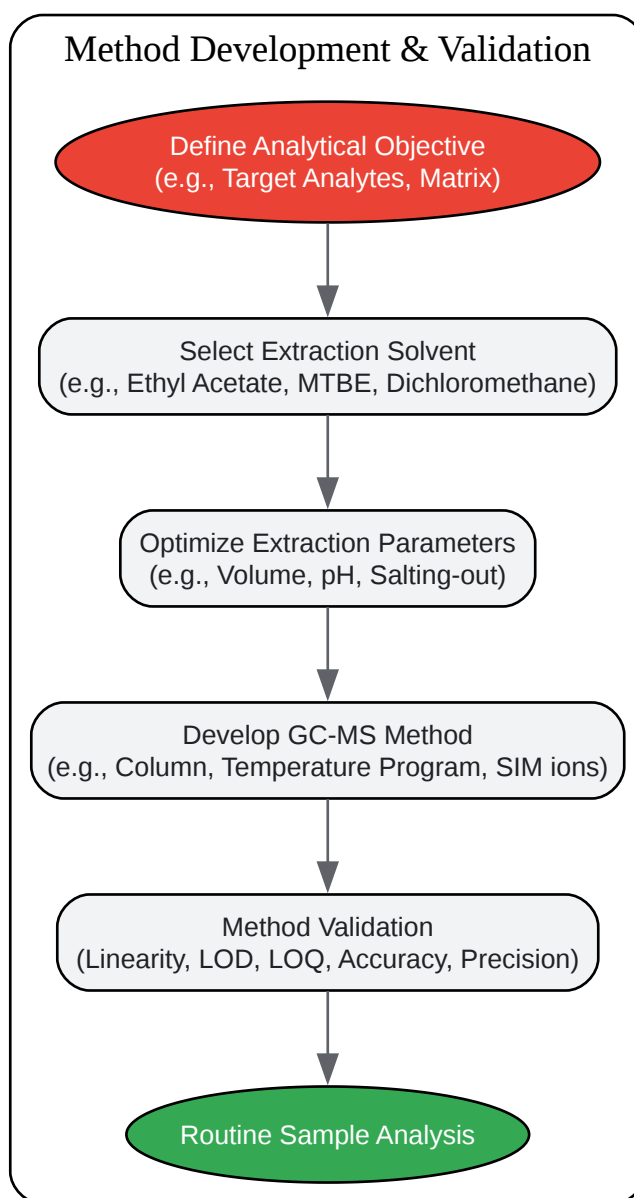 Method Development & Validation
Define Analytical Objective
(e.g., Target Analytes, Matrix)
Select Extraction Solvent
(e.g., Ethyl Acetate, MTBE, Dichloromethane)
Optimize Extraction Parameters
(e.g., Volume, pH, Salting-out)
Develop GC-MS Method
(e.g., Column, Temperature Program, SIM ions)
Method Validation
(Linearity, LOD, LOQ, Accuracy, Precision)
Routine Sample Analysis